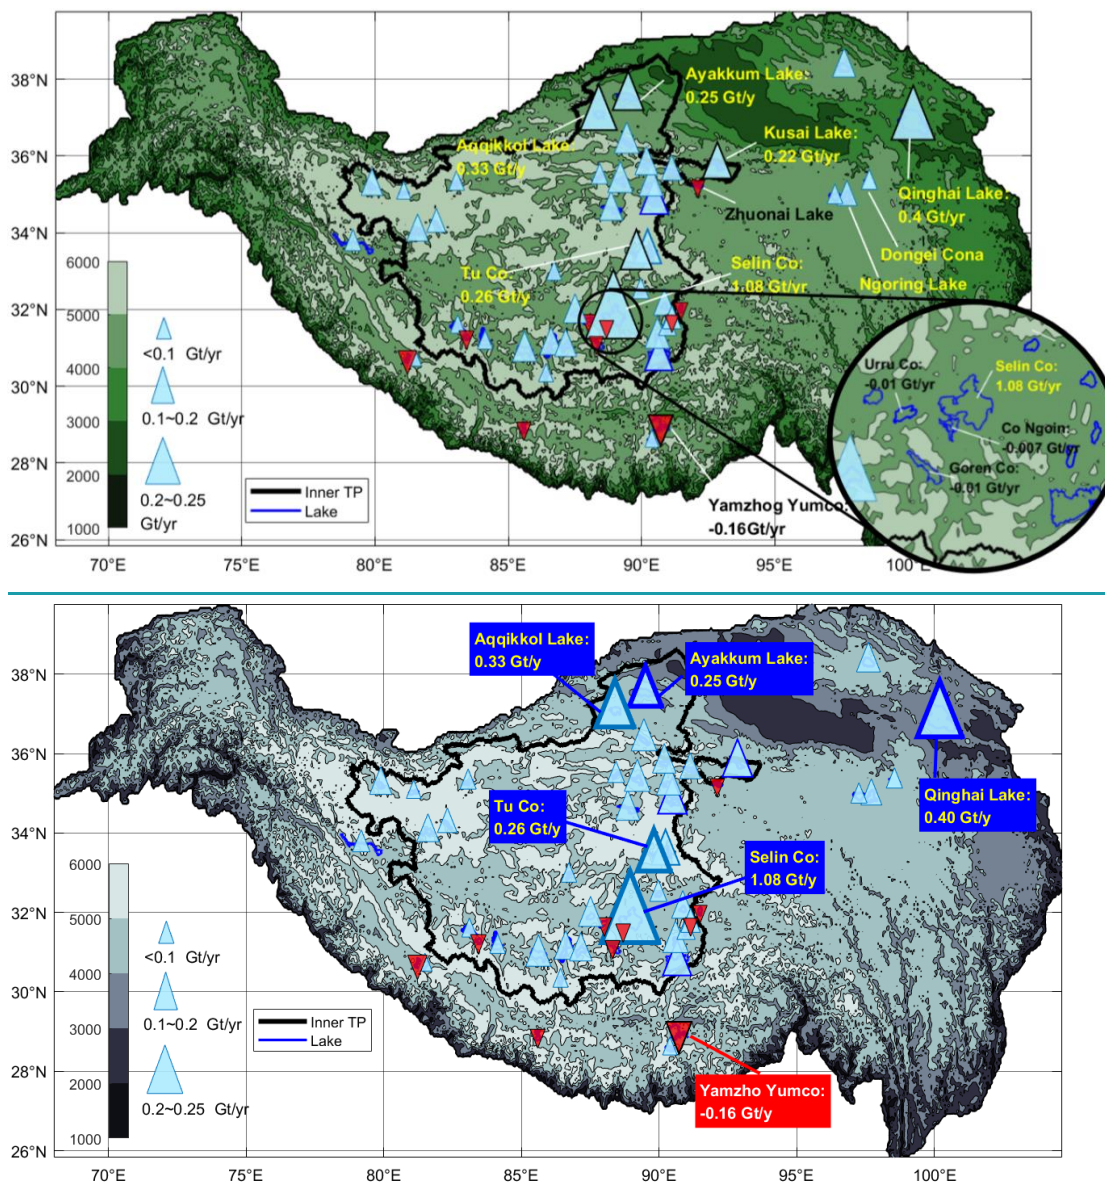 38°N
36°N
34°N
32°N
30°N
28°N
26°N
70°E
75°E
80°E
85°E
90°E
95°E
100°E
Ayakkum Lake:
0.25 Gt/y
Aqqikkol Lake:
0.33 Gt/y
Kusai Lake:
0.22 Gt/yr
Qinghai Lake:
0.4 Gt/yr
Zhuonai Lake
Dongei Cona
Ngoring Lake
Tu Co:
0.26 Gt/yr
Selin Co:
1.08 Gt/yr
6000
5000
4000
3000
2000
1000
<0.1 Gt/yr
0.1~0.2 Gt/yr
0.2~0.25
Gt/yr
Inner TP
Lake
Yamzhog Yumco:
-0.16Gt/yr
Urru Co:
-0.01 Gt/yr
Selin Co:
1.08 Gt/yr
Co Ngoin:
-0.007 Gt/yr
Goren Co:
-0.01 Gt/yr
38°N
36°N
34°N
32°N
30°N
28°N
26°N
70°E
75°E
80°E
85°E
90°E
95°E
100°E
Aqqikkol Lake:
0.33 Gt/y
Ayakkum Lake:
0.25 Gt/y
Qinghai Lake:
0.40 Gt/y
Tu Co:
0.26 Gt/y
Selin Co:
1.08 Gt/y
6000
5000
4000
3000
2000
1000
<0.1 Gt/yr
0.1~0.2 Gt/yr
0.2~0.25 Gt/yr
Inner TP
Lake
Yamzho Yumco:
-0.16 Gt/y